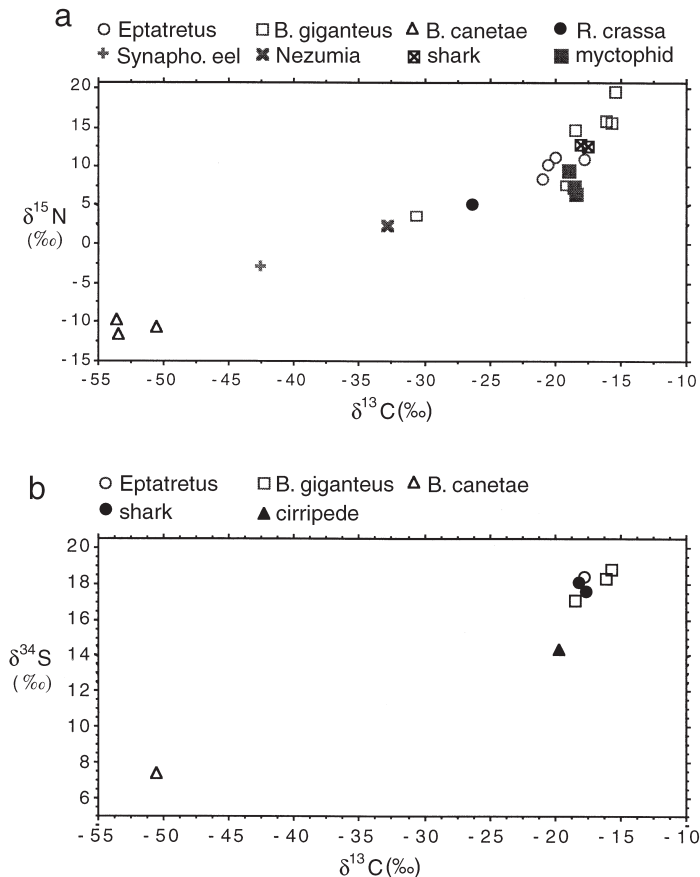 a
Eptatretus B. giganteus B. canetae R. crassa
Synapho. eel Nezumia shark myctophid
20
15
10
5
0
-5
-10
-15
δ¹⁵N
(‰)
-55 -50 -45 -40 -35 -30 -25 -20 -15 -10
δ¹³C(‰)
b
Eptatretus B. giganteus B. canetae
shark cirripede
20
18
16
14
12
10
8
6
δ³⁴S
(‰)
-55 -50 -45 -40 -35 -30 -25 -20 -15 -10
δ¹³C(‰)